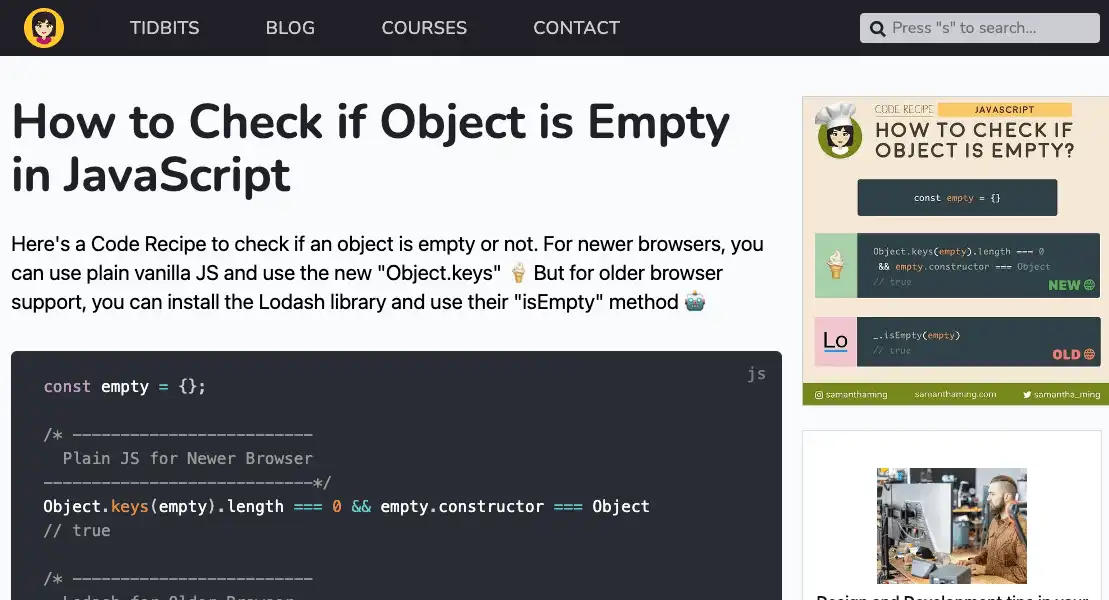 TIDBITS BLOG COURSES CONTACT Press "s" to search...
How to Check if Object is Empty
in JavaScript
Here's a Code Recipe to check if an object is empty or not. For newer browsers, you
can use plain vanilla JS and use the new "Object.keys" 🍦 But for older browser
support, you can install the Lodash library and use their "isEmpty" method 🤖
js
const empty = {};
/* --------------------------
Plain JS for Newer Browser
----------------------------*/
Object.keys(empty).length === 0 && empty.constructor === Object
// true
/* --------------------------
Lodash for Older Browser
CODE RECIPE JAVASCRIPT
HOW TO CHECK IF
OBJECT IS EMPTY?
const empty = {}
Object.keys(empty).length === 0
&& empty.constructor === Object
// true
NEW
Lo
_.isEmpty(empty)
// true
OLD
samanthaming samanthaming.com samantha_ming
Design and Development tips in your